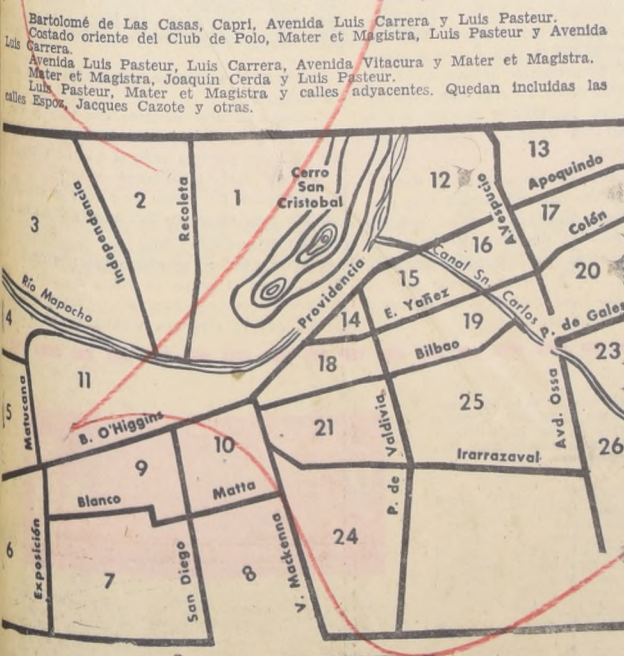 Bartolomé de Las Casas, Capri, Avenida Luis Carrera y Luis Pasteur.
Costado oriente del Club de Polo, Mater et Magistra, Luis Pasteur y Avenida
Luis Carrera.
Avenida Luis Pasteur, Luis Carrera, Avenida Vitacura y Mater et Magistra.
Mater et Magistra, Joaquín Cerda y Luis Pasteur.
Luis Pasteur, Mater et Magistra y calles adyacentes. Quedan incluidas las
calles Espoz, Jacques Cazote y otras.
13
Apoquindo
12
Cerro
San
Cristobal
2
1
3
Independencia
Recoleta
A. Vespucio
17
Colón
16
20
Canal Sn. Carlos
Río Mapocho
Providencia
15
E. Yañez
4
14
19
P. de Gales
Bilbao
23
18
11
5
Matucana
25
Avd. Ossa
B. O'Higgins
21
P. de Valdivia
10
26
Irarrazaval
9
Matta
Blanco
24
6
Exposición
7
San Diego
8
V. Mackenna